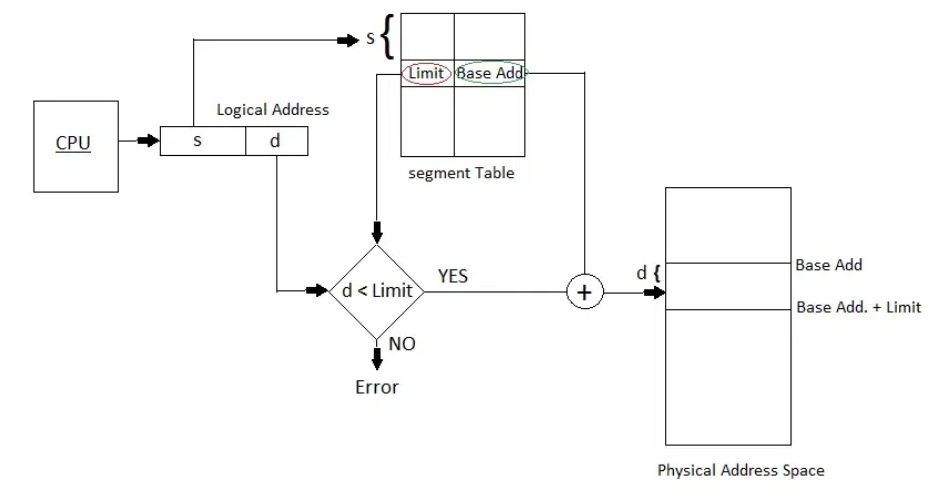 s {
Limit
Base Add.
Logical Address
CPU
s
d
segment Table
d < Limit
YES
+
d {
Base Add
Base Add. + Limit
NO
Error
Physical Address Space